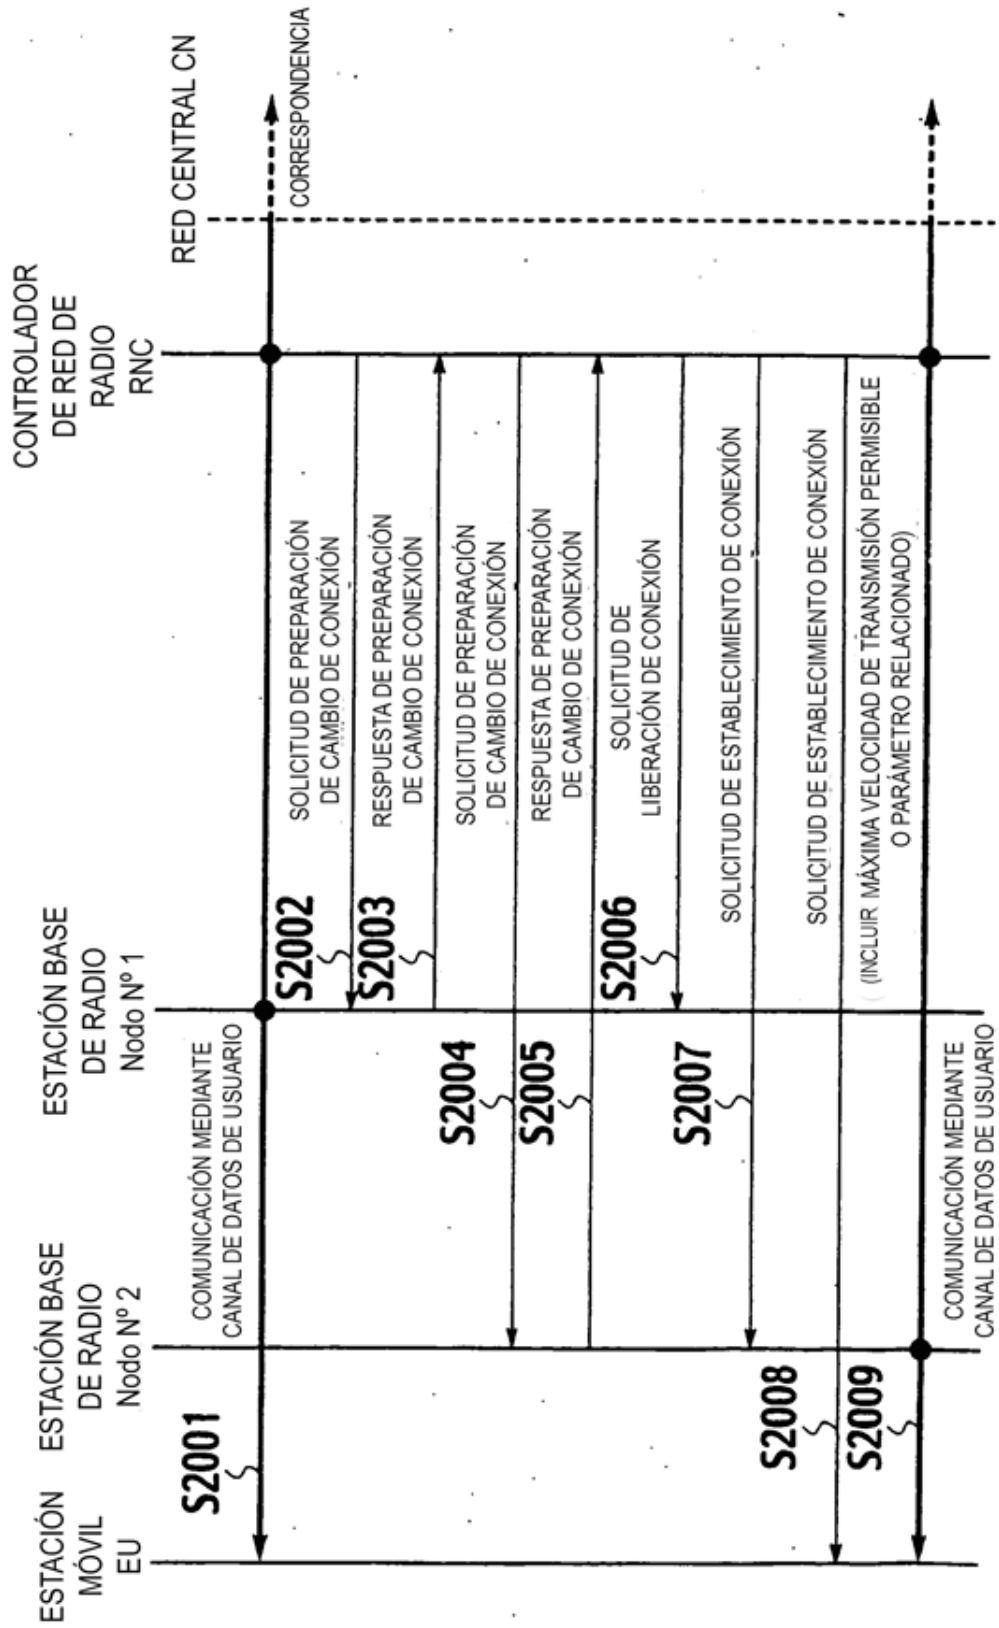 ESTACIÓN
MÓVIL
EU
ESTACIÓN BASE
DE RADIO
Nodo Nº 2
ESTACIÓN BASE
DE RADIO
Nodo Nº 1
CONTROLADOR
DE RED DE
RADIO
RNC
RED CENTRAL CN
S2001
COMUNICACIÓN MEDIANTE
CANAL DE DATOS DE USUARIO
CORRESPONDENCIA
S2002
SOLICITUD DE PREPARACIÓN
DE CAMBIO DE CONEXIÓN
S2003
RESPUESTA DE PREPARACIÓN
DE CAMBIO DE CONEXIÓN
S2004
SOLICITUD DE PREPARACIÓN
DE CAMBIO DE CONEXIÓN
S2005
RESPUESTA DE PREPARACIÓN
DE CAMBIO DE CONEXIÓN
S2006
SOLICITUD DE
LIBERACIÓN DE CONEXIÓN
S2007
SOLICITUD DE ESTABLECIMIENTO DE CONEXIÓN
S2008
SOLICITUD DE ESTABLECIMIENTO DE CONEXIÓN
(INCLUIR MÁXIMA VELOCIDAD DE TRANSMISIÓN PERMISIBLE
O PARÁMETRO RELACIONADO)
S2009
COMUNICACIÓN MEDIANTE
CANAL DE DATOS DE USUARIO